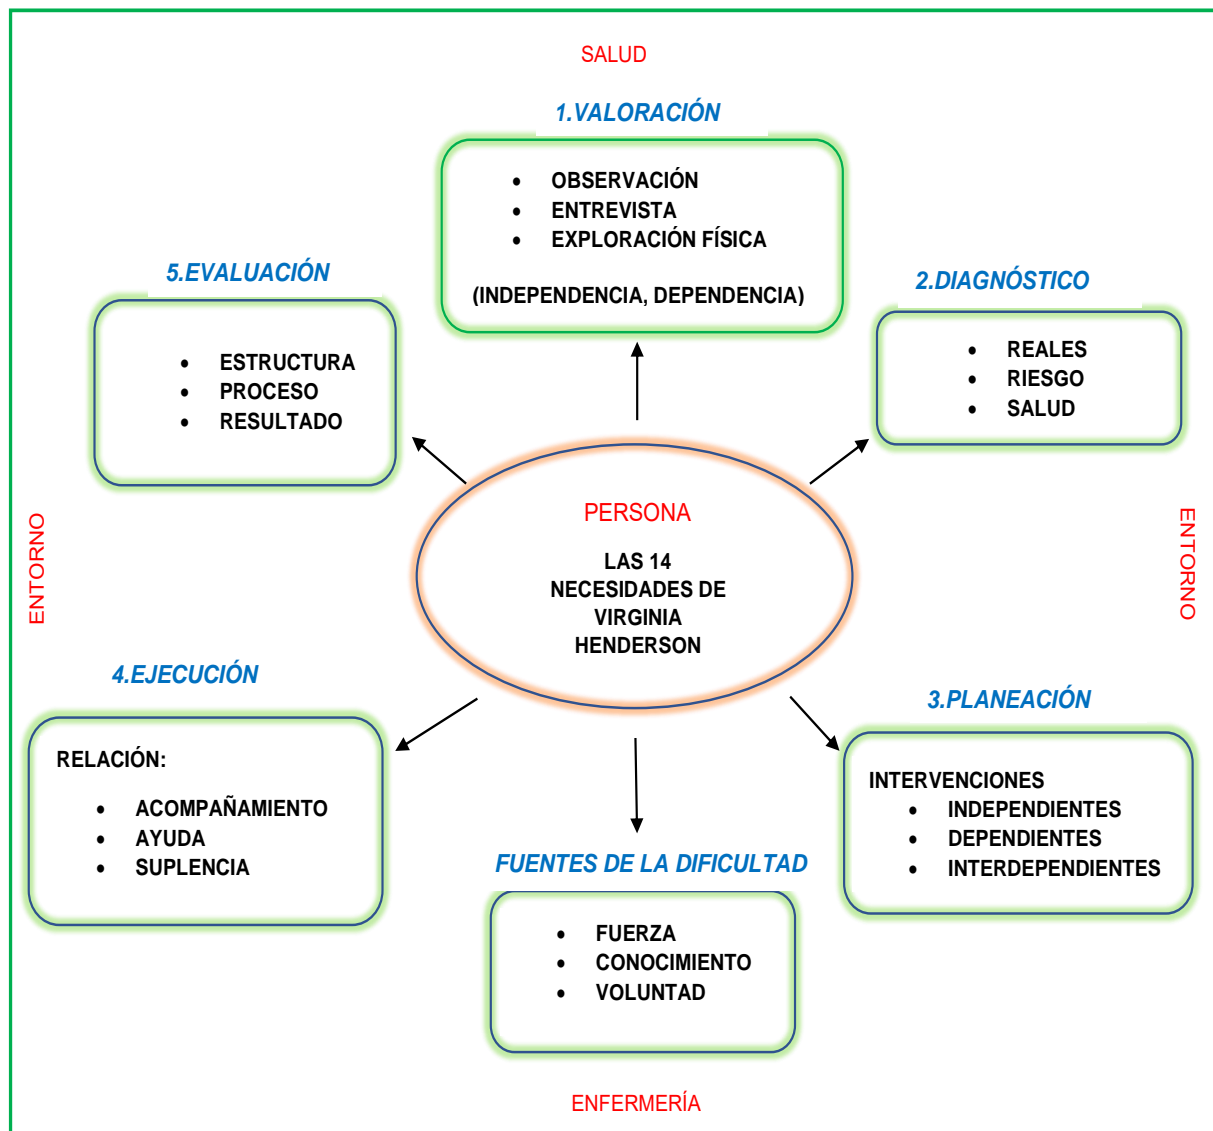 SALUD
1.VALORACIÓN
• OBSERVACIÓN
• ENTREVISTA
• EXPLORACIÓN FÍSICA
(INDEPENDENCIA, DEPENDENCIA)
5.EVALUACIÓN
• ESTRUCTURA
• PROCESO
• RESULTADO
2.DIAGNÓSTICO
• REALES
• RIESGO
• SALUD
ENTORNO
PERSONA
LAS 14
NECESIDADES DE
VIRGINIA
HENDERSON
ENTORNO
4.EJECUCIÓN
RELACIÓN:
• ACOMPAÑAMIENTO
• AYUDA
• SUPLENCIA
3.PLANEACIÓN
INTERVENCIONES
• INDEPENDIENTES
• DEPENDIENTES
• INTERDEPENDIENTES
FUENTES DE LA DIFICULTAD
• FUERZA
• CONOCIMIENTO
• VOLUNTAD
ENFERMERÍA